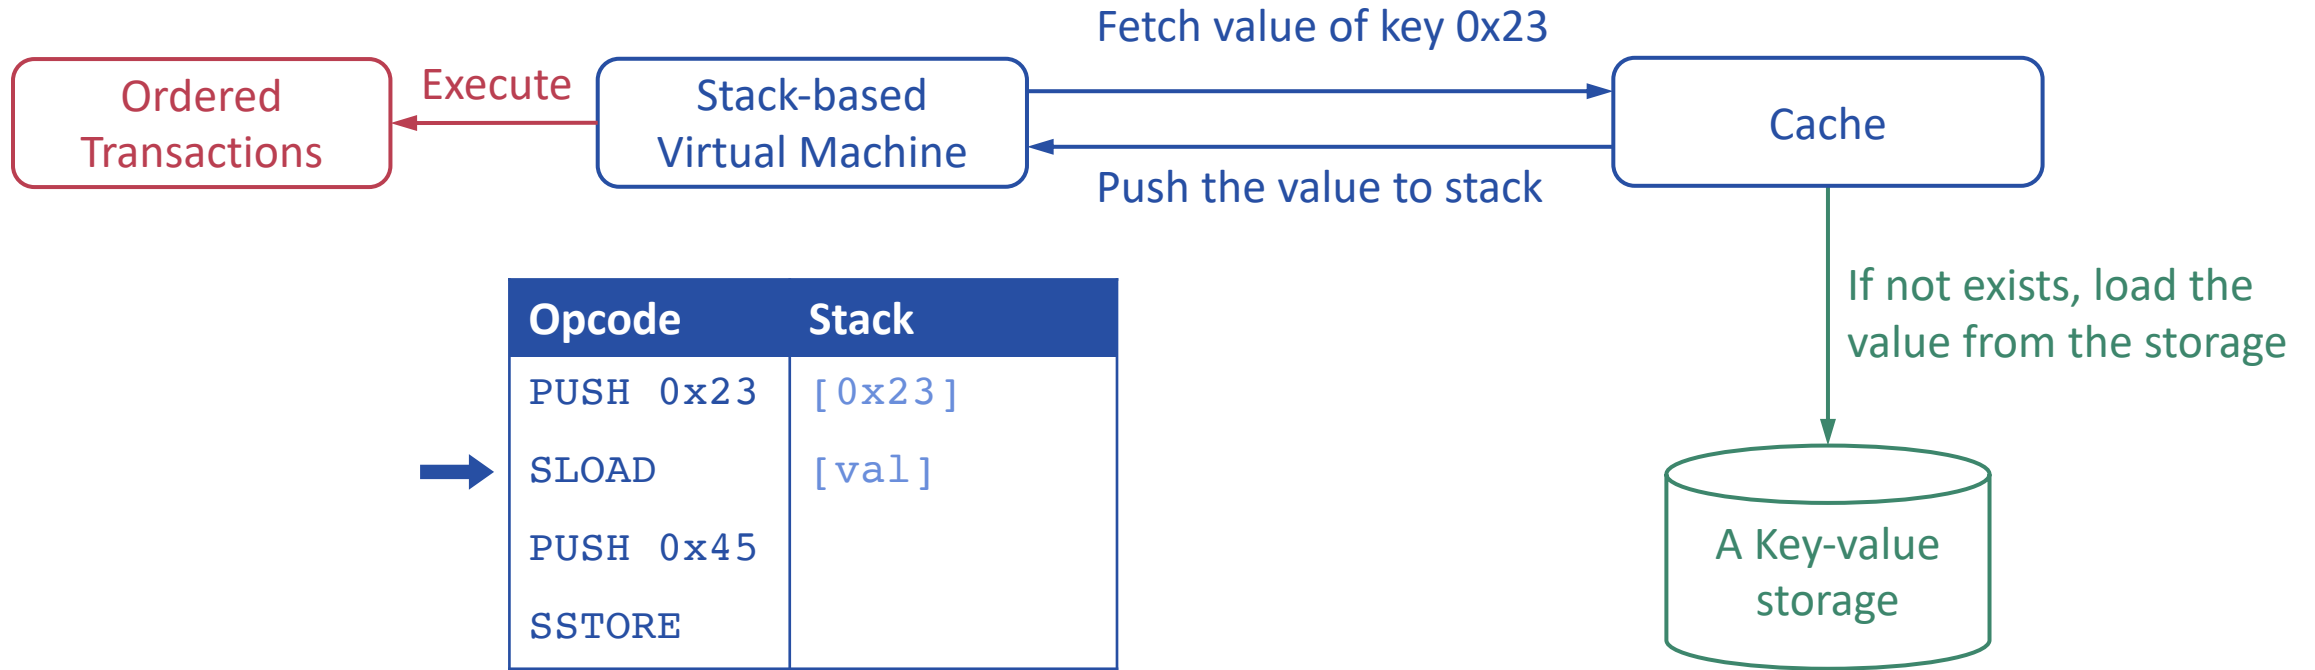 Fetch value of key 0x23
Ordered
Transactions
Execute
Stack-based
Virtual Machine
Cache
Push the value to stack
If not exists, load the
value from the storage
Opcode Stack
PUSH 0x23 [0x23]
SLOAD [val]
PUSH 0x45
SSTORE
A Key-value
storage